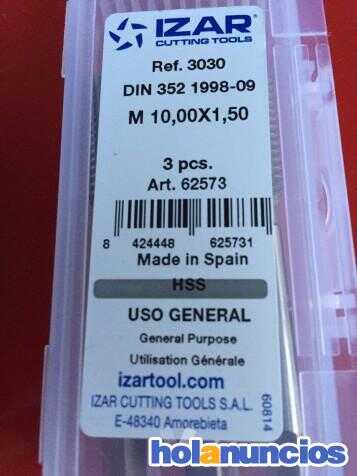 IZAR
CUTTING TOOLS
Ref. 3030
DIN 352 1998-09
M 10,00X1,50
3 pcs.
Art. 62573
8 424448 625731
Made in Spain
HSS
USO GENERAL
General Purpose
Utilisation Générale
izartool.com
IZAR CUTTING TOOLS S.A.L.
E-48340 Amorebieta
60814
holanuncios